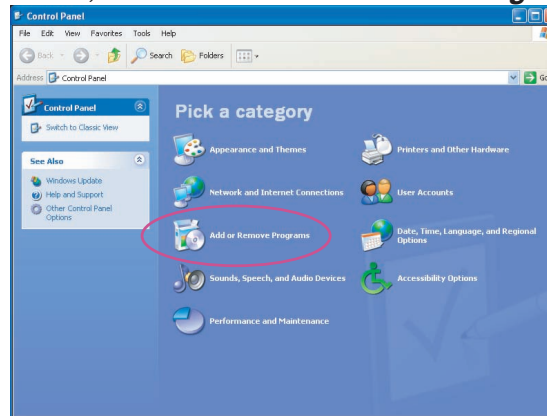 Control Panel
File Edit View Favorites Tools Help
Back Search Folders
Address Control Panel
Control Panel
Switch to Classic View
See Also
Windows Update
Help and Support
Other Control Panel
Options
Pick a category
Appearance and Themes
Printers and Other Hardware
Network and Internet Connections
User Accounts
Add or Remove Programs
Date, Time, Language, and Regional
Options
Sounds, Speech, and Audio Devices
Accessibility Options
Performance and Maintenance